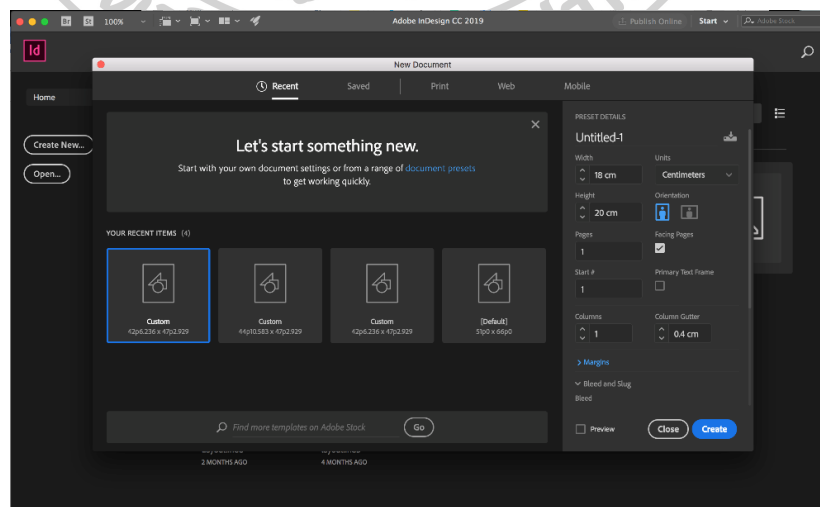 Br St 100% Adobe InDesign CC 2019 Publish Online Start Adobe Stock
Id
New Document
Recent Saved Print Web Mobile
Home
Create New...
Open...
Let's start something new.
Start with your own document settings or from a range of document presets
to get working quickly.
YOUR RECENT ITEMS (4)
Custom
42p6.236 x 47p2.929
Custom
44p10.583 x 47p2.929
Custom
42p6.236 x 47p2.929
[Default]
51p0 x 66p0
Find more templates on Adobe Stock Go
2 MONTHS AGO 4 MONTHS AGO
PRESET DETAILS
Untitled-1
Width Units
18 cm Centimeters
Height Orientation
20 cm
Pages Facing Pages
1
Start # Primary Text Frame
1
Columns Column Gutter
1 0.4 cm
> Margins
Bleed and Slug
Bleed
Preview Close Create